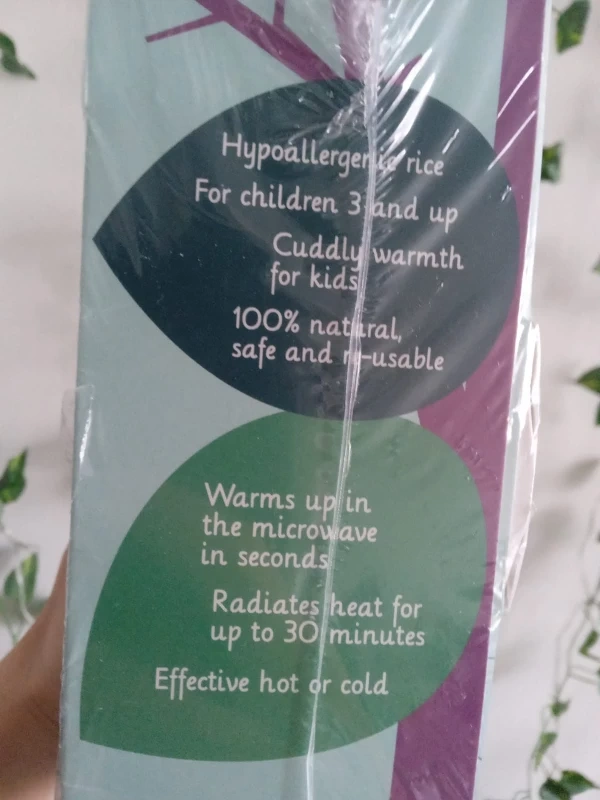 Hypoallergenic rice
For children 3 and up
Cuddly warmth
for kids
100% natural,
safe and re-usable
Warms up in
the microwave
in seconds
Radiates heat for
up to 30 minutes
Effective hot or cold